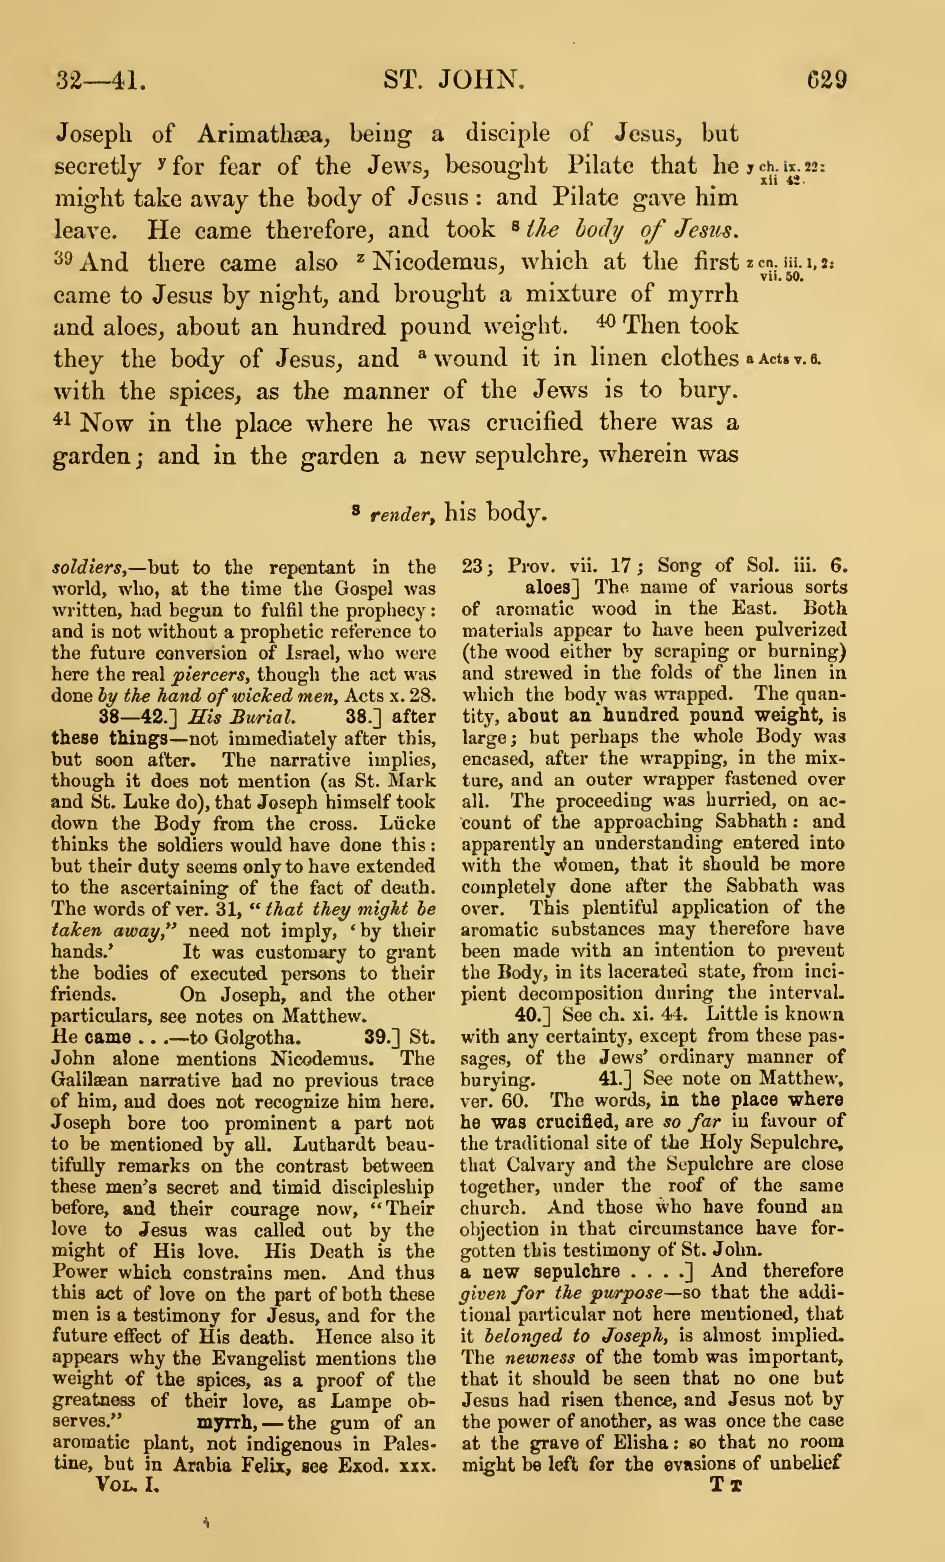 32—41. ST. JOHN. 629
Joseph of Arimathæa, being a disciple of Jesus, but
secretly y for fear of the Jews, besought Pilate that he
might take away the body of Jesus : and Pilate gave him
leave. He came therefore, and took s the body of Jesus.
39 And there came also z Nicodemus, which at the first
came to Jesus by night, and brought a mixture of myrrh
and aloes, about an hundred pound weight. 40 Then took
they the body of Jesus, and a wound it in linen clothes
with the spices, as the manner of the Jews is to bury.
41 Now in the place where he was crucified there was a
garden; and in the garden a new sepulchre, wherein was
y ch. ix. 22:
xii 42.
z ch. iii. 1, 2:
vii. 50.
a Acts v. 6.
s render, his body.
soldiers,—but to the repentant in the
world, who, at the time the Gospel was
written, had begun to fulfil the prophecy:
and is not without a prophetic reference to
the future conversion of Israel, who were
here the real piercers, though the act was
done by the hand of wicked men, Acts x. 28.
38—42.] His Burial. 38.] after
these things—not immediately after this,
but soon after. The narrative implies,
though it does not mention (as St. Mark
and St. Luke do), that Joseph himself took
down the Body from the cross. Lücke
thinks the soldiers would have done this:
but their duty seems only to have extended
to the ascertaining of the fact of death.
The words of ver. 31, "that they might be
taken away," need not imply, 'by their
hands.' It was customary to grant
the bodies of executed persons to their
friends. On Joseph, and the other
particulars, see notes on Matthew.
He came . . .—to Golgotha. 39.] St.
John alone mentions Nicodemus. The
Galilæan narrative had no previous trace
of him, and does not recognize him here.
Joseph bore too prominent a part not
to be mentioned by all. Luthardt beau-
tifully remarks on the contrast between
these men's secret and timid discipleship
before, and their courage now, "Their
love to Jesus was called out by the
might of His love. His Death is the
Power which constrains men. And thus
this act of love on the part of both these
men is a testimony for Jesus, and for the
future effect of His death. Hence also it
appears why the Evangelist mentions the
weight of the spices, as a proof of the
greatness of their love, as Lampe ob-
serves." myrrh,—the gum of an
aromatic plant, not indigenous in Pales-
tine, but in Arabia Felix, see Exod. xxx.
VOL. I.
23; Prov. vii. 17; Song of Sol. iii. 6.
aloes] The name of various sorts
of aromatic wood in the East. Both
materials appear to have been pulverized
(the wood either by scraping or burning)
and strewed in the folds of the linen in
which the body was wrapped. The quan-
tity, about an hundred pound weight, is
large; but perhaps the whole Body was
encased, after the wrapping, in the mix-
ture, and an outer wrapper fastened over
all. The proceeding was hurried, on ac-
count of the approaching Sabbath: and
apparently an understanding entered into
with the women, that it should be more
completely done after the Sabbath was
over. This plentiful application of the
aromatic substances may therefore have
been made with an intention to prevent
the Body, in its lacerated state, from inci-
pient decomposition during the interval.
40.] See ch. xi. 44. Little is known
with any certainty, except from these pas-
sages, of the Jews' ordinary manner of
burying. 41.] See note on Matthew,
ver. 60. The words, in the place where
he was crucified, are so far in favour of
the traditional site of the Holy Sepulchre,
that Calvary and the Sepulchre are close
together, under the roof of the same
church. And those who have found an
objection in that circumstance have for-
gotten this testimony of St. John.
a new sepulchre . . . .] And therefore
given for the purpose—so that the addi-
tional particular not here mentioned, that
it belonged to Joseph, is almost implied.
The newness of the tomb was important,
that it should be seen that no one but
Jesus had risen thence, and Jesus not by
the power of another, as was once the case
at the grave of Elisha: so that no room
might be left for the evasions of unbelief
T T